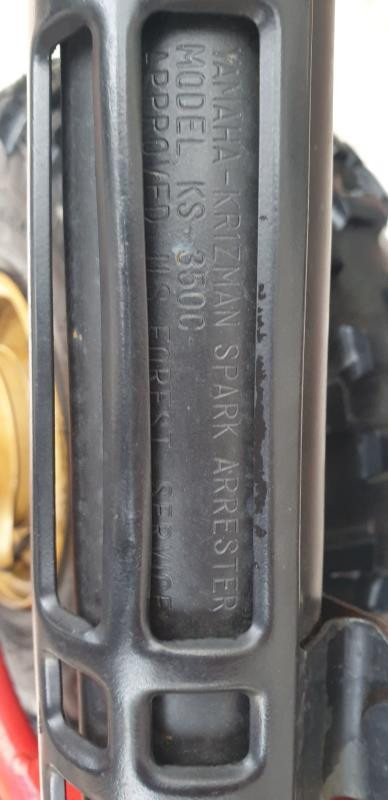 YAMAHA-KRIZMAN SPARK ARRESTER
MODEL KS-350C
APPROVED U.S.FOREST SERVICE